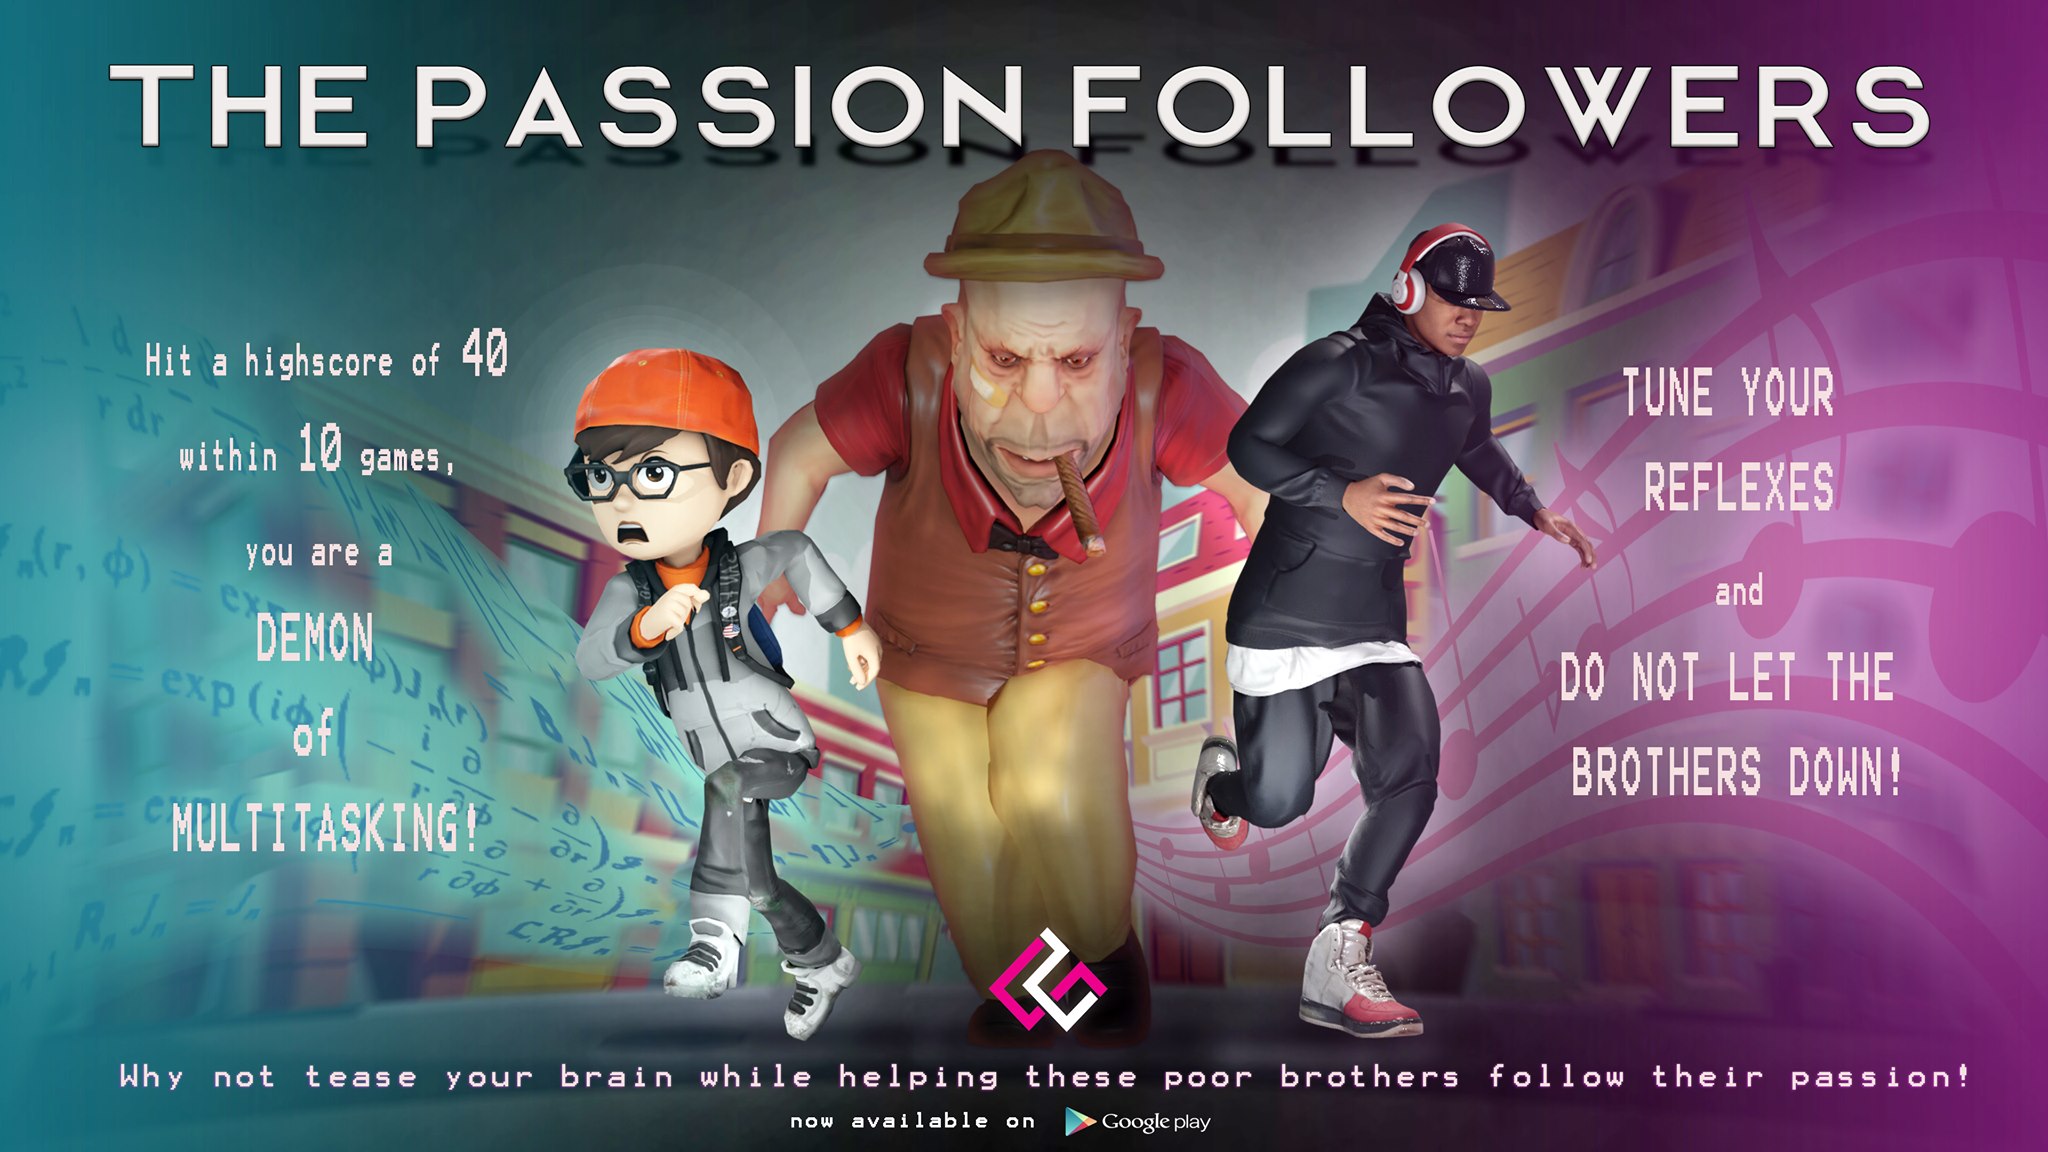 THE PASSION FOLLOWERS
Hit a highscore of 40
within 10 games,
you are a
DEMON
of
MULTITASKING!
TUNE YOUR
REFLEXES
and
DO NOT LET THE
BROTHERS DOWN!
Why not tease your brain while helping these poor brothers follow their passion!
now available on Google play